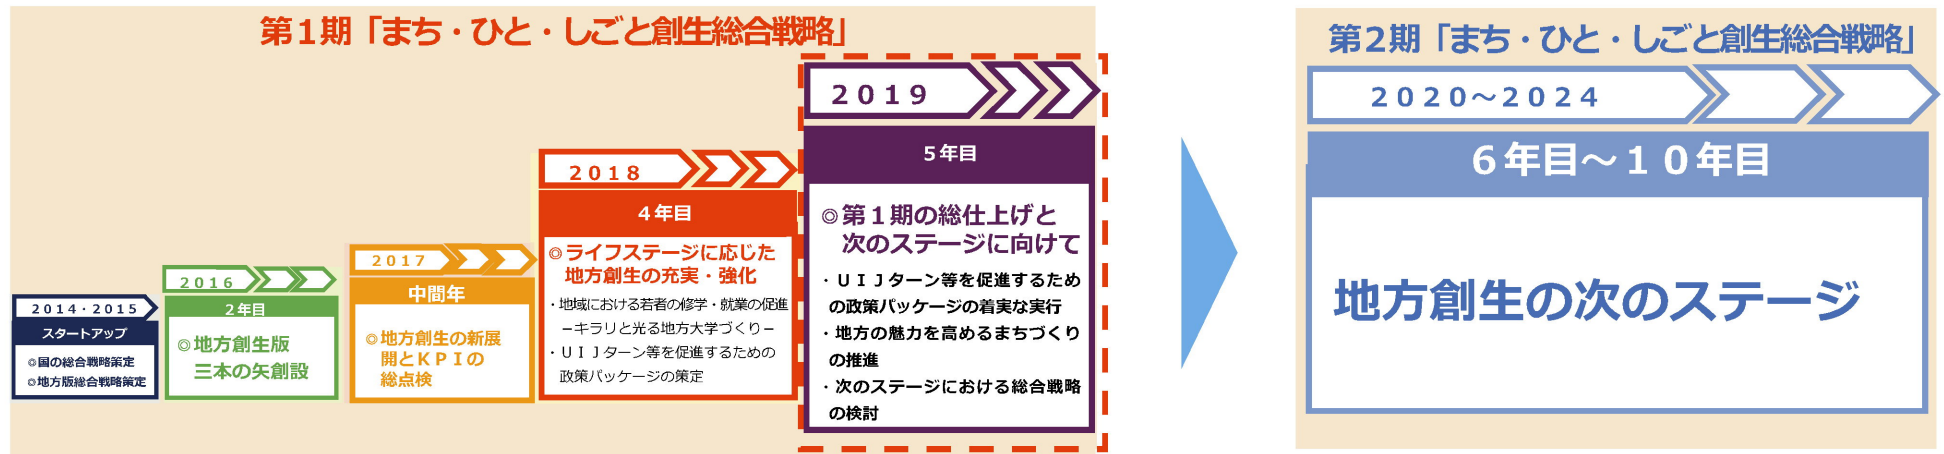 第１期「まち・ひと・しごと創生総合戦略」
２０１４・２０１５
スタートアップ
◎国の総合戦略策定
◎地方版総合戦略策定
２０１６
２年目
◎地方創生版
三本の矢創設
２０１７
中間年
◎地方創生の新展
開とＫＰＩの
総点検
２０１８
４年目
◎ライフステージに応じた
地方創生の充実・強化
・地域における若者の修学・就業の促進
－キラリと光る地方大学づくり－
・ＵＩＪターン等を促進するための
政策パッケージの策定
２０１９
５年目
◎第１期の総仕上げと
次のステージに向けて
・ＵＩＪターン等を促進するため
の政策パッケージの着実な実行
・地方の魅力を高めるまちづくり
の推進
・次のステージにおける総合戦略
の検討
第２期「まち・ひと・しごと創生総合戦略」
２０２０～２０２４
６年目～１０年目
地方創生の次のステージ